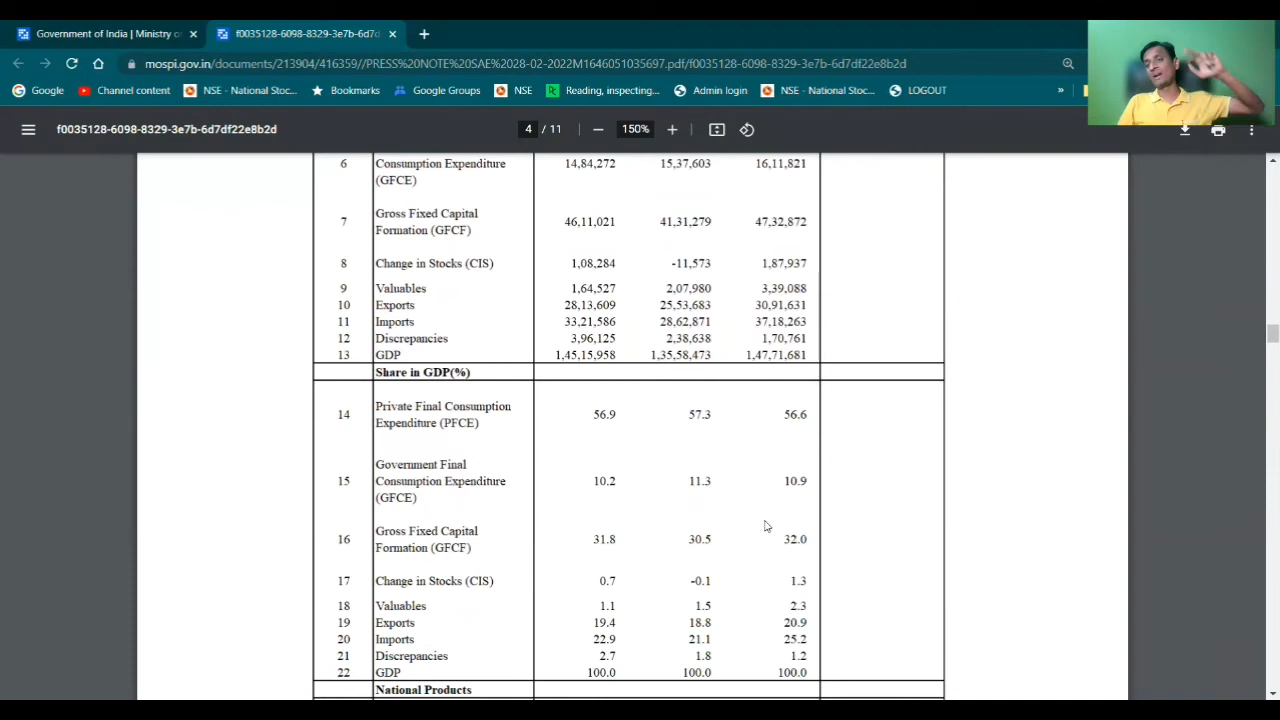 Government of India | Ministry o
f0035128-6098-8329-3e7b-6d7d
mospi.gov.in/documents/213904/416359//PRESS%20NOTE%20SAE%2028-02-2022M1646051035697.pdf/f0035128-6098-8329-3e7b-6d7df22e8b2d
Google Channel content NSE - National Stoc... Bookmarks Google Groups NSE Reading, inspecting... Admin login NSE - National Stoc... LOGOUT »
f0035128-6098-8329-3e7b-6d7df22e8b2d 4 / 11 150%
6 Consumption Expenditure 14,84,272 15,37,603 16,11,821
(GFCE)
Gross Fixed Capital
7 Formation (GFCF) 46,11,021 41,31,279 47,32,872
8 Change in Stocks (CIS) 1,08,284 -11,573 1,87,937
9 Valuables 1,64,527 2,07,980 3,39,088
10 Exports 28,13,609 25,53,683 30,91,631
11 Imports 33,21,586 28,62,871 37,18,263
12 Discrepancies 3,96,125 2,38,638 1,70,761
13 GDP 1,45,15,958 1,35,58,473 1,47,71,681
Share in GDP(%)
Private Final Consumption
14 Expenditure (PFCE) 56.9 57.3 56.6
Government Final
15 Consumption Expenditure 10.2 11.3 10.9
(GFCE)
Gross Fixed Capital
16 Formation (GFCF) 31.8 30.5 32.0
17 Change in Stocks (CIS) 0.7 -0.1 1.3
18 Valuables 1.1 1.5 2.3
19 Exports 19.4 18.8 20.9
20 Imports 22.9 21.1 25.2
21 Discrepancies 2.7 1.8 1.2
22 GDP 100.0 100.0 100.0
National Products